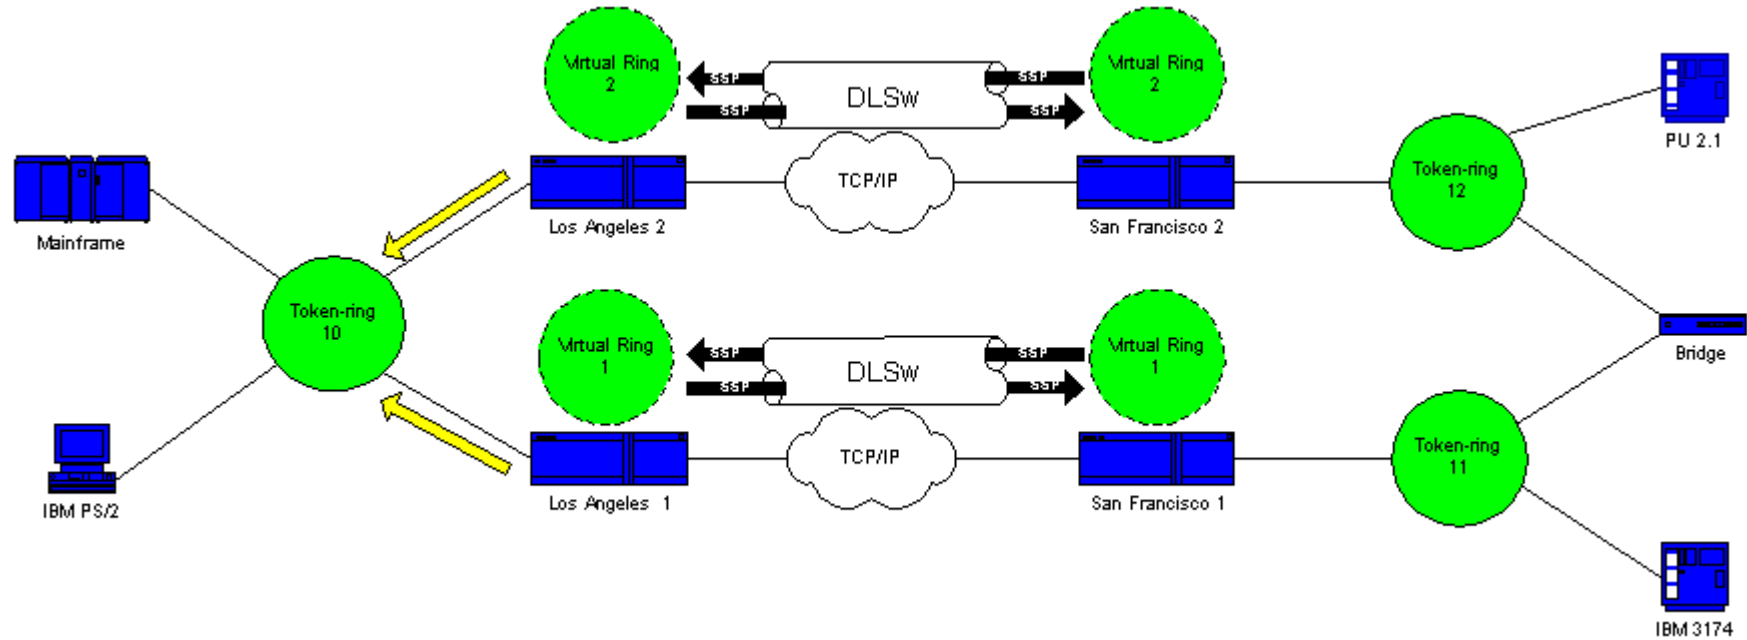 Virtual Ring
2
SSP
SSP
DLSw
SSP
SSP
Virtual Ring
2
PU 2.1
Mainframe
Los Angeles 2
TCP/IP
San Francisco 2
Token-ring
12
Token-ring
10
Virtual Ring
1
SSP
SSP
DLSw
SSP
SSP
Virtual Ring
1
Bridge
IBM PS/2
Los Angeles 1
TCP/IP
San Francisco 1
Token-ring
11
IBM 3174